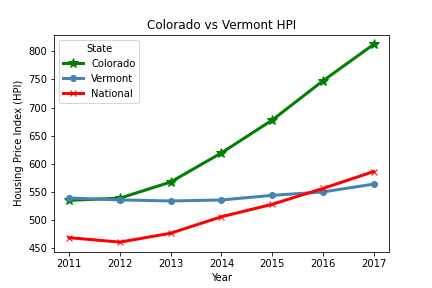 Colorado vs Vermont HPI
State
Colorado
Vermont
National
Housing Price Index (HPI)
800
750
700
650
600
550
500
450
2011 2012 2013 2014 2015 2016 2017
Year